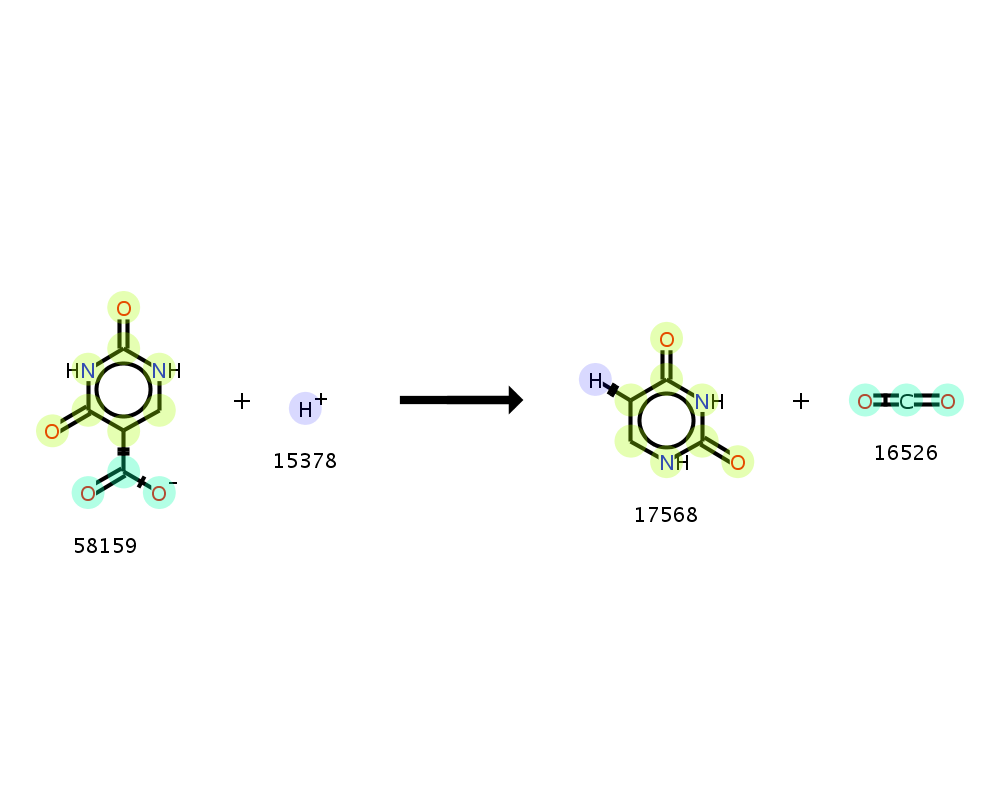 O
HN NH
O
O O-
58159
+
H+
15378
O
H
NH
NH O
17568
+
O C O
16526